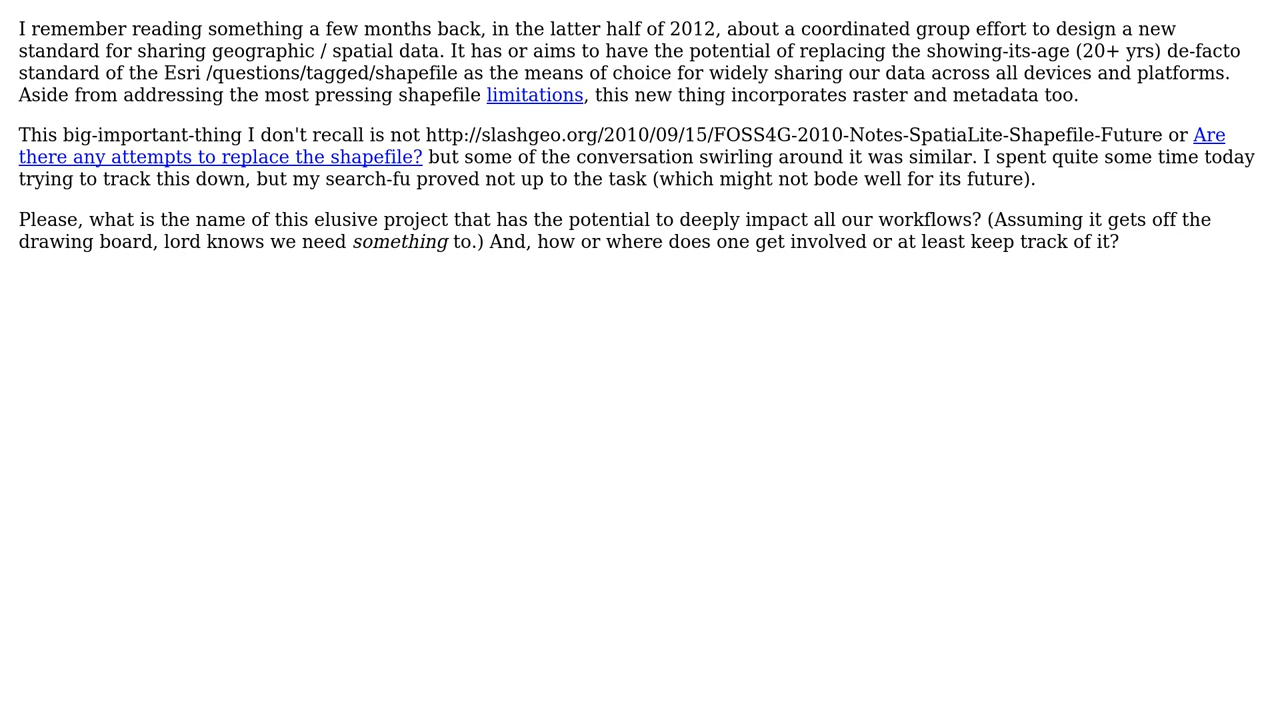 I remember reading something a few months back, in the latter half of 2012, about a coordinated group effort to design a new
standard for sharing geographic / spatial data. It has or aims to have the potential of replacing the showing-its-age (20+ yrs) de-facto
standard of the Esri /questions/tagged/shapefile as the means of choice for widely sharing our data across all devices and platforms.
Aside from addressing the most pressing shapefile limitations, this new thing incorporates raster and metadata too.
This big-important-thing I don't recall is not http://slashgeo.org/2010/09/15/FOSS4G-2010-Notes-SpatiaLite-Shapefile-Future or Are
there any attempts to replace the shapefile? but some of the conversation swirling around it was similar. I spent quite some time today
trying to track this down, but my search-fu proved not up to the task (which might not bode well for its future).
Please, what is the name of this elusive project that has the potential to deeply impact all our workflows? (Assuming it gets off the
drawing board, lord knows we need something to.) And, how or where does one get involved or at least keep track of it?